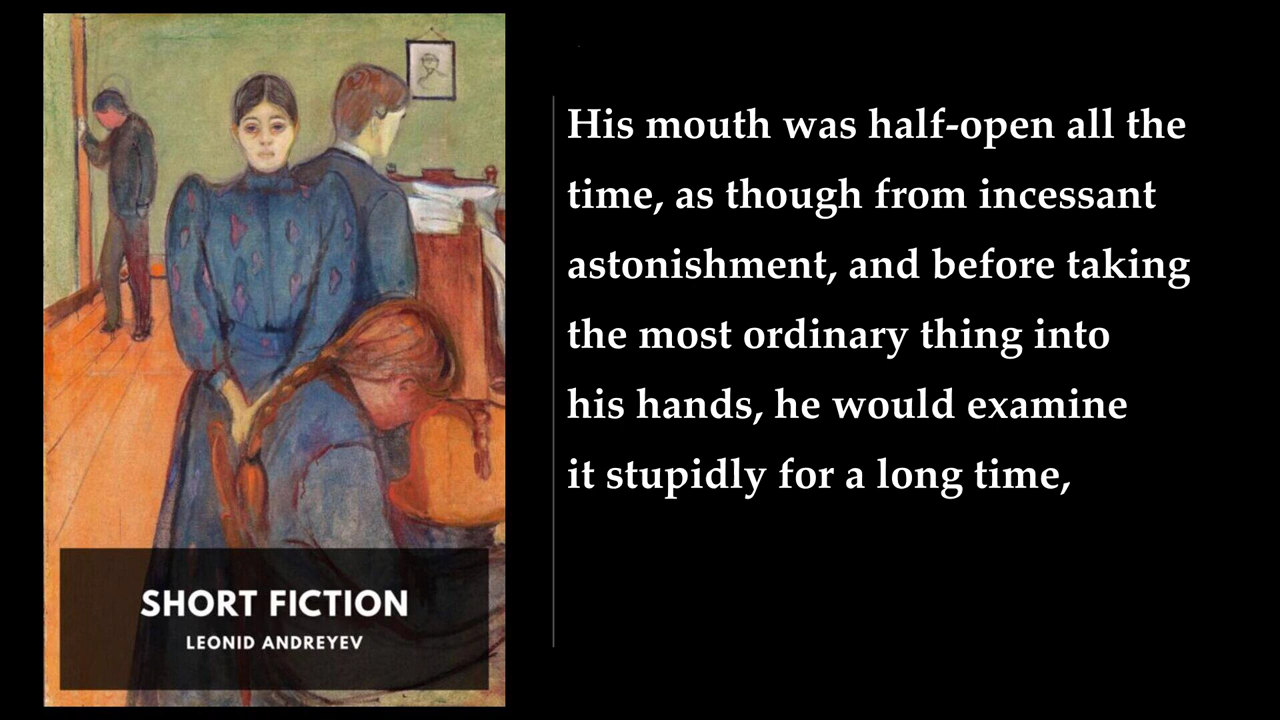 SHORT FICTION
LEONID ANDREYEV
His mouth was half-open all the
time, as though from incessant
astonishment, and before taking
the most ordinary thing into
his hands, he would examine
it stupidly for a long time,